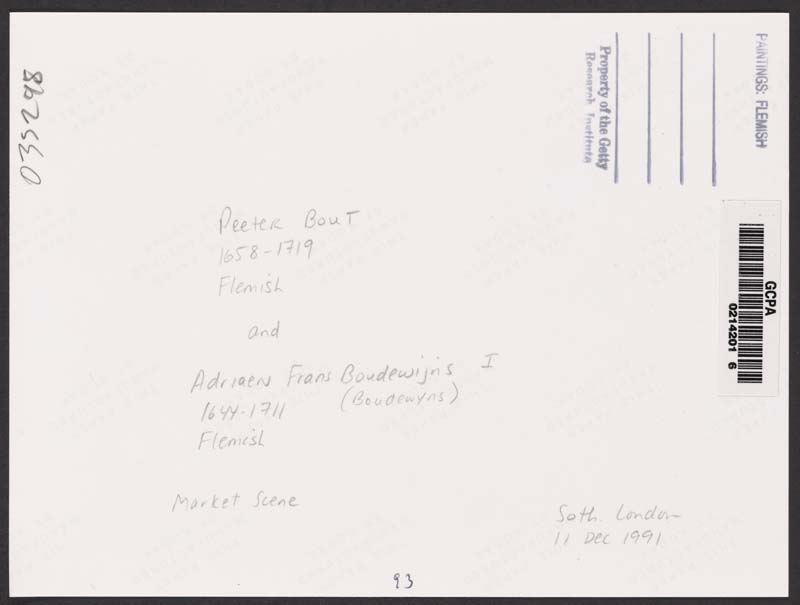 035298
Property of the Getty
Research Institute
PAINTINGS: FLEMISH
GCPA
0214201 6
Peeter Bout
1658-1719
Flemish
and
Adriaen Frans Boudewijns I
1644-1711 (Boudewyns)
Flemish
Market Scene
Soth. London
11 Dec 1991
93